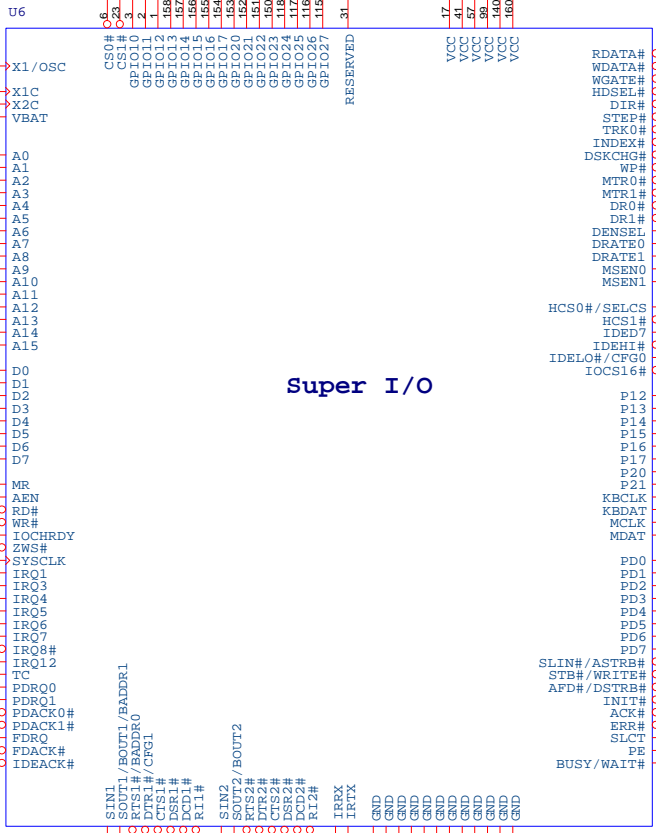 U6
6
23
3
2
1
158
157
156
155
154
153
152
151
150
118
117
116
115
31
17
41
57
99
140
160
CS0#
CS1#
GPIO10
GPIO11
GPIO12
GPIO13
GPIO14
GPIO15
GPIO16
GPIO17
GPIO20
GPIO21
GPIO22
GPIO23
GPIO24
GPIO25
GPIO26
GPIO27
RESERVED
VCC
VCC
VCC
VCC
VCC
VCC
X1/OSC
X1C
X2C
VBAT
A0
A1
A2
A3
A4
A5
A6
A7
A8
A9
A10
A11
A12
A13
A14
A15
D0
D1
D2
D3
D4
D5
D6
D7
MR
AEN
RD#
WR#
IOCHRDY
ZWS#
SYSCLK
IRQ1
IRQ3
IRQ4
IRQ5
IRQ6
IRQ7
IRQ8#
IRQ12
TC
PDRQ0
PDRQ1
PDACK0#
PDACK1#
FDRQ
FDACK#
IDEACK#
Super I/O
RDATA#
WDATA#
WGATE#
HDSEL#
DIR#
STEP#
TRK0#
INDEX#
DSKCHG#
WP#
MTR0#
MTR1#
DR0#
DR1#
DENSEL
DRATE0
DRATE1
MSEN0
MSEN1
HCS0#/SELCS
HCS1#
IDED7
IDEHI#
IDELO#/CFG0
IOCS16#
P12
P13
P14
P15
P16
P17
P20
P21
KBCLK
KBDAT
MCLK
MDAT
PD0
PD1
PD2
PD3
PD4
PD5
PD6
PD7
SLIN#/ASTRB#
STB#/WRITE#
AFD#/DSTRB#
INIT#
ACK#
ERR#
SLCT
PE
BUSY/WAIT#
SIN1
SOUT1/BOUT1/BADDR1
RTS1#/BADDR0
DTR1#/CFG1
CTS1#
DSR1#
DCD1#
RI1#
SIN2
SOUT2/BOUT2
RTS2#
DTR2#
CTS2#
DSR2#
DCD2#
RI2#
IRRX
IRTX
GND
GND
GND
GND
GND
GND
GND
GND
GND
GND
GND
GND